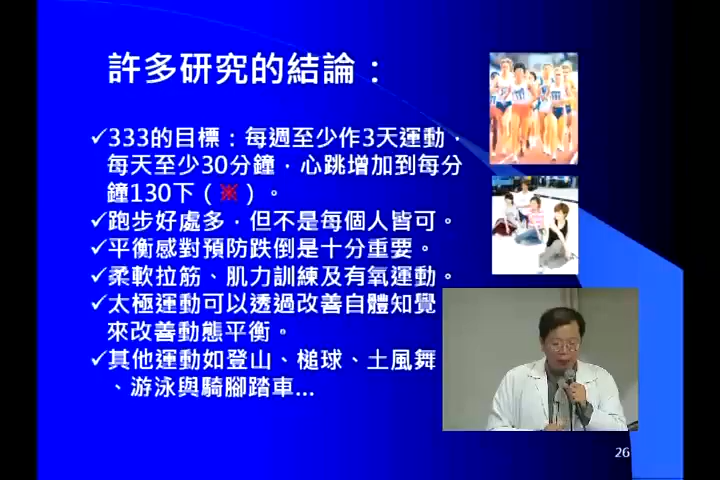 許多研究的結論：
✓333的目標：每週至少作3天運動，
每天至少30分鐘，心跳增加到每分
鐘130下（※）。
✓跑步好處多，但不是每個人皆可。
✓平衡感對預防跌倒是十分重要。
✓柔軟拉筋、肌力訓練及有氧運動。
✓太極運動可以透過改善自體知覺
來改善動態平衡。
✓其他運動如登山、槌球、土風舞
、游泳與騎腳踏車...
26